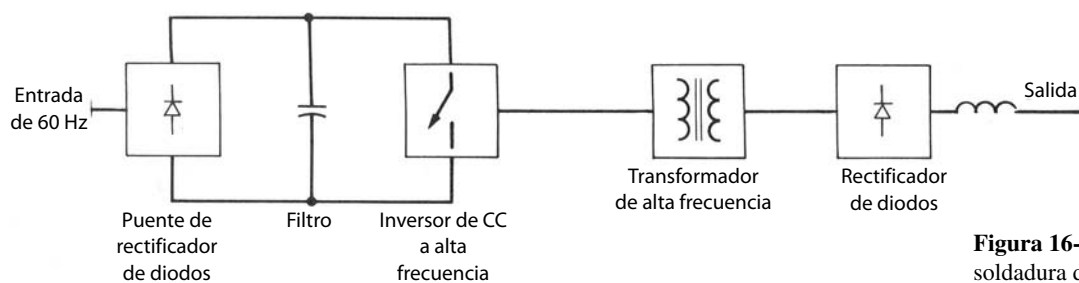 Entrada
de 60 Hz
Puente de
rectificador
de diodos
Filtro
Inversor de CC
a alta
frecuencia
Transformador
de alta frecuencia
Rectificador
de diodos
Salida
Figura 16-
soldadura